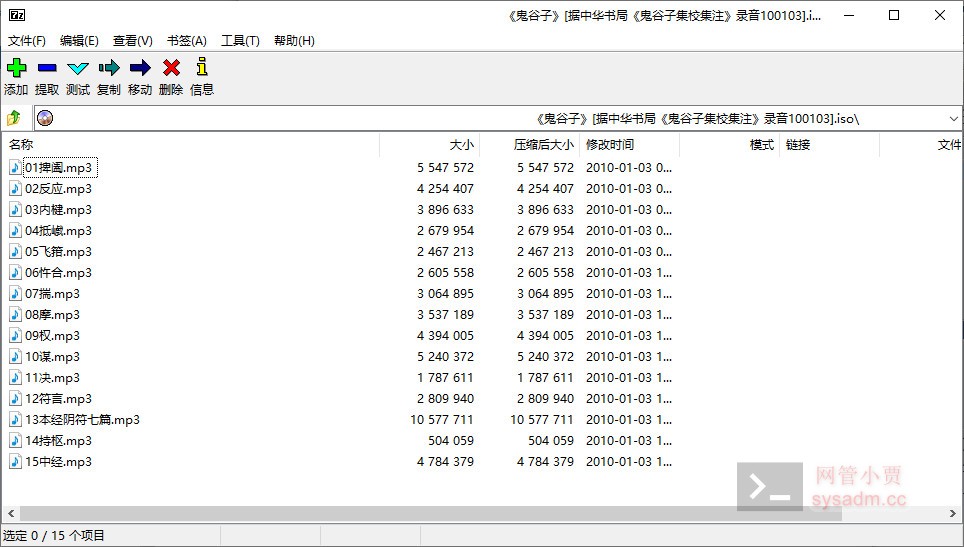 7z 《鬼谷子》[据中华书局《鬼谷子集校集注》录音100103].i...
文件(F) 编辑(E) 查看(V) 书签(A) 工具(T) 帮助(H)
添加 提取 测试 复制 移动 删除 信息
《鬼谷子》[据中华书局《鬼谷子集校集注》录音100103].iso\
名称 大小 压缩后大小 修改时间 模式 链接 文件
01捭阖.mp3 5 547 572 5 547 572 2010-01-03 0...
02反应.mp3 4 254 407 4 254 407 2010-01-03 0...
03内楗.mp3 3 896 633 3 896 633 2010-01-03 0...
04抵巇.mp3 2 679 954 2 679 954 2010-01-03 0...
05飞箝.mp3 2 467 213 2 467 213 2010-01-03 0...
06忤合.mp3 2 605 558 2 605 558 2010-01-03 1...
07揣.mp3 3 064 895 3 064 895 2010-01-03 1...
08摩.mp3 3 537 189 3 537 189 2010-01-03 1...
09权.mp3 4 394 005 4 394 005 2010-01-03 1...
10谋.mp3 5 240 372 5 240 372 2010-01-03 1...
11决.mp3 1 787 611 1 787 611 2010-01-03 1...
12符言.mp3 2 809 940 2 809 940 2010-01-03 1...
13本经阴符七篇.mp3 10 577 711 10 577 711 2010-01-03 1...
14持枢.mp3 504 059 504 059 2010-01-03 1...
15中经.mp3 4 784 379 4 784 379 2010-01-03 1...
网管小贾
sysadm.cc
选定 0 / 15 个项目